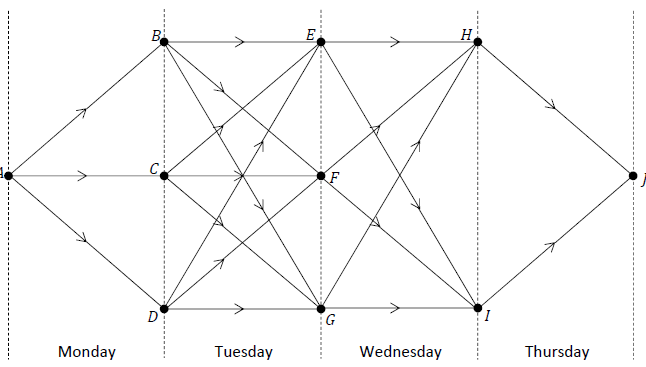 B E H
A C F J
D G I
Monday Tuesday Wednesday Thursday